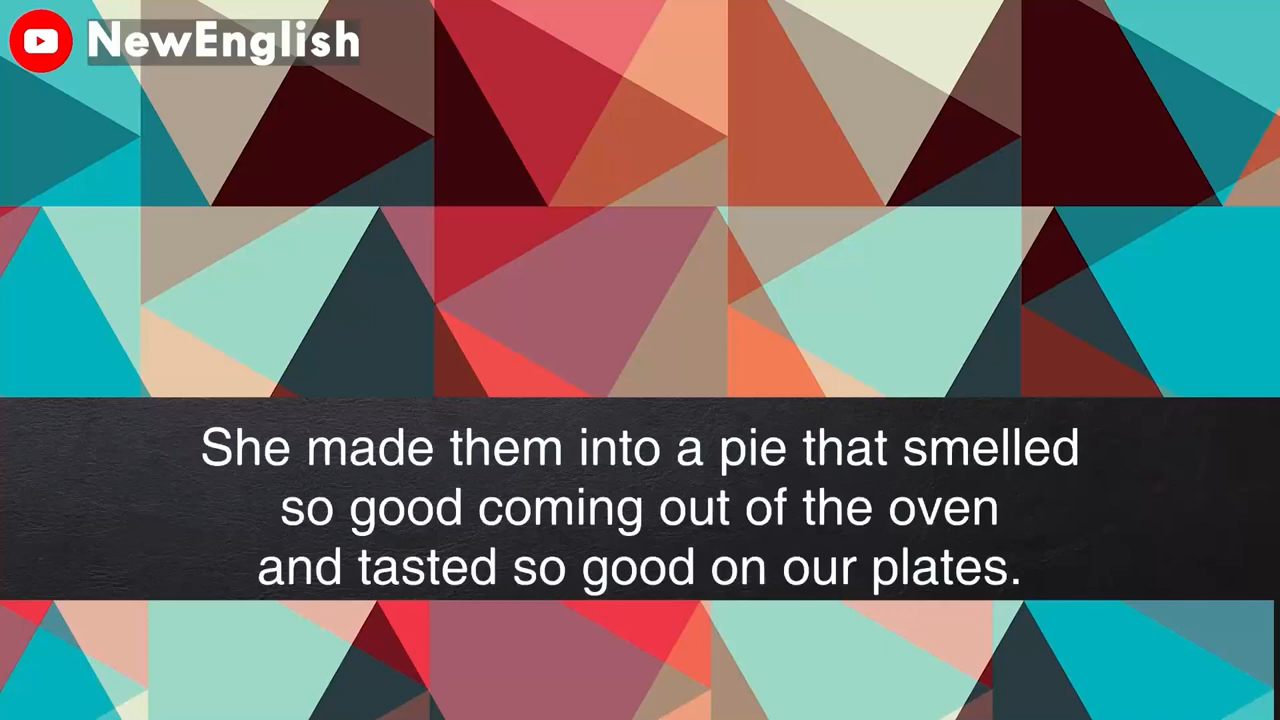 NewEnglish
She made them into a pie that smelled
so good coming out of the oven
and tasted so good on our plates.